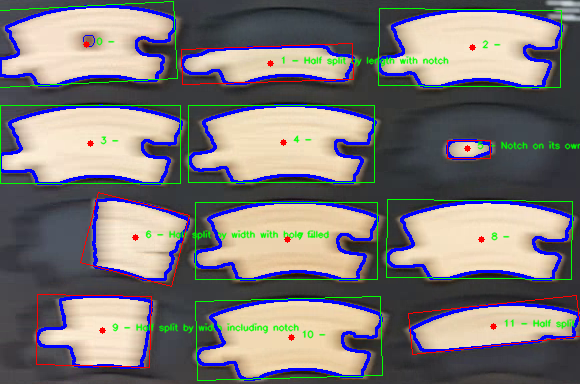 0 -
1 - Half split by length with notch
2 -
3 -
4 -
Notch on its own
6 - Half split by width with hole filled
8 -
9 - Half split by width including notch
10 -
11 - Half split